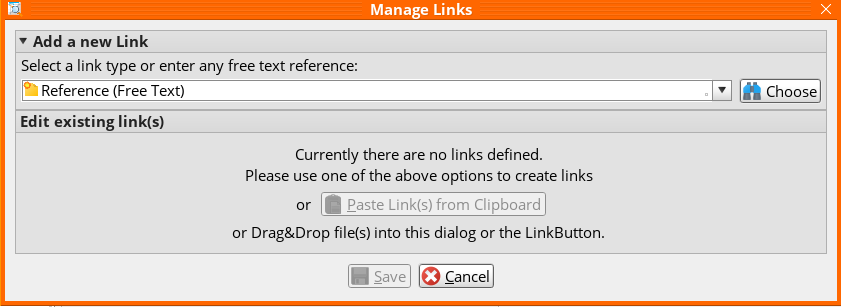 Manage Links
Add a new Link
Select a link type or enter any free text reference:
Reference (Free Text)
Choose
Edit existing link(s)
Currently there are no links defined.
Please use one of the above options to create links
or Paste Link(s) from Clipboard
or Drag&Drop file(s) into this dialog or the LinkButton.
Save Cancel